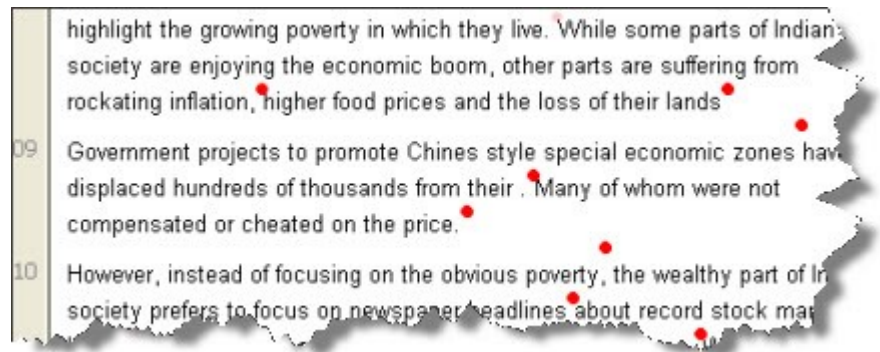 highlight the growing poverty in which they live. While some parts of Indian
society are enjoying the economic boom, other parts are suffering from
rockating inflation, higher food prices and the loss of their lands
09 Government projects to promote Chines style special economic zones hav
displaced hundreds of thousands from their . Many of whom were not
compensated or cheated on the price.
10 However, instead of focusing on the obvious poverty, the wealthy part of In
society prefers to focus on newspaper headlines about record stock mar